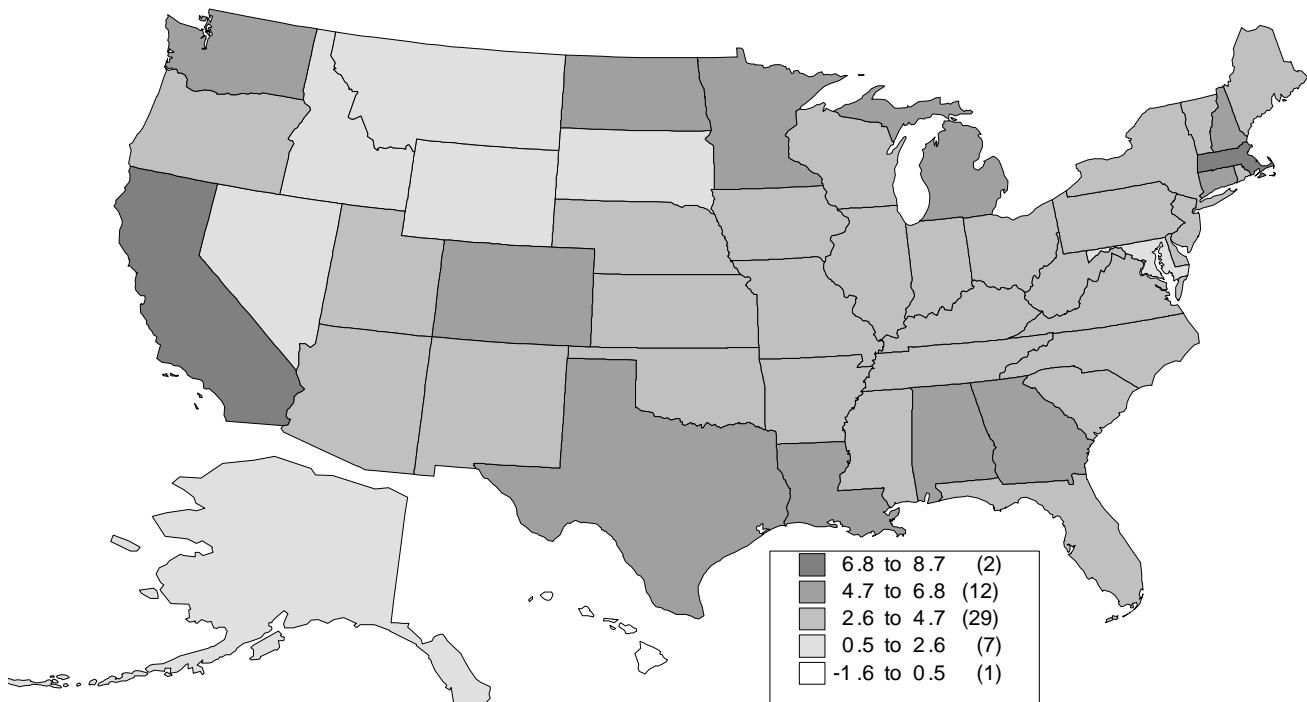 6.8 to 8.7 (2)
4.7 to 6.8 (12)
2.6 to 4.7 (29)
0.5 to 2.6 (7)
-1.6 to 0.5 (1)